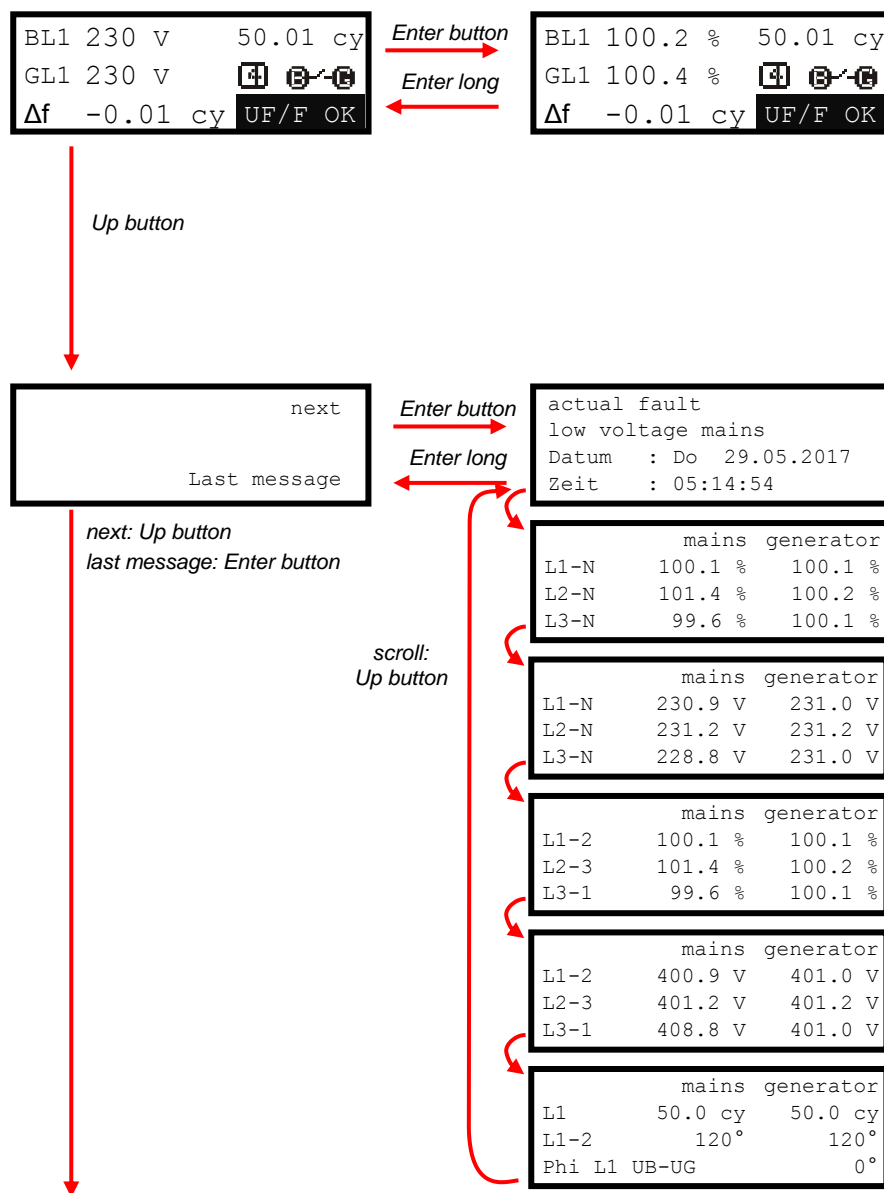 BL1 230 V 50.01 cy
GL1 230 V 4 B G
Δf -0.01 cy UF/F OK
Enter button
Enter long
BL1 100.2 % 50.01 cy
GL1 100.4 % 4 B G
Δf -0.01 cy UF/F OK
Up button
next
Last message
Enter button
Enter long
actual fault
low voltage mains
Datum : Do 29.05.2017
Zeit : 05:14:54
next: Up button
last message: Enter button
scroll:
Up button
mains generator
L1-N 100.1 % 100.1 %
L2-N 101.4 % 100.2 %
L3-N 99.6 % 100.1 %
mains generator
L1-N 230.9 V 231.0 V
L2-N 231.2 V 231.2 V
L3-N 228.8 V 231.0 V
mains generator
L1-2 100.1 % 100.1 %
L2-3 101.4 % 100.2 %
L3-1 99.6 % 100.1 %
mains generator
L1-2 400.9 V 401.0 V
L2-3 401.2 V 401.2 V
L3-1 408.8 V 401.0 V
mains generator
L1 50.0 cy 50.0 cy
L1-2 120° 120°
Phi L1 UB-UG 0°